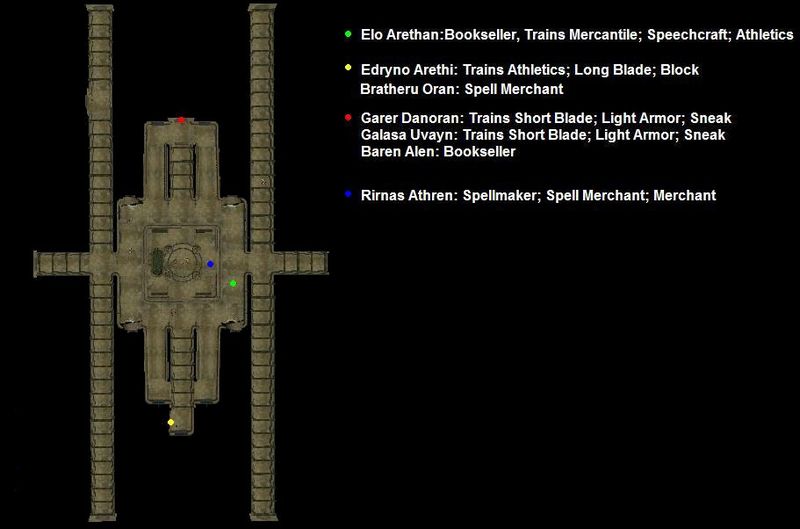 Elo Arethan:Bookseller, Trains Mercantile; Speechcraft; Athletics
Edryno Arethi: Trains Athletics; Long Blade; Block
Bratheru Oran: Spell Merchant
Garer Danoran: Trains Short Blade; Light Armor; Sneak
Galasa Uvayn: Trains Short Blade; Light Armor; Sneak
Baren Alen: Bookseller
Rirnas Athren: Spellmaker; Spell Merchant; Merchant